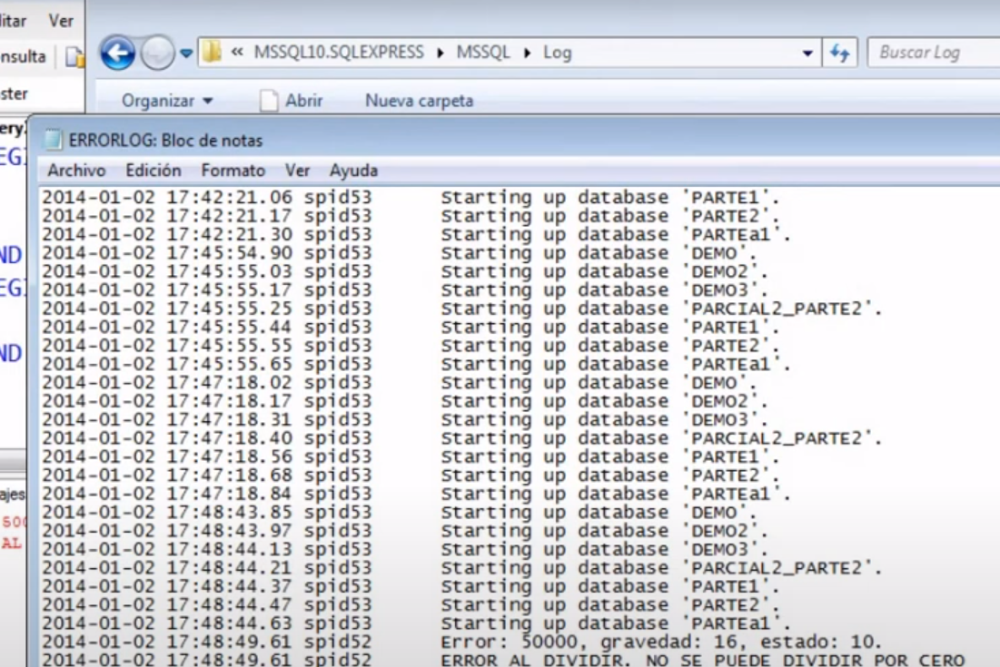 itar Ver
nsulta
ster
ery
EG
ND
EG
ND
ajes
500
AL
« MSSQL10.SQLEXPRESS ▸ MSSQL ▸ Log
Buscar Log
Organizar Abrir Nueva carpeta
ERRORLOG: Bloc de notas
Archivo Edición Formato Ver Ayuda
2014-01-02 17:42:21.06 spid53 Starting up database 'PARTE1'.
2014-01-02 17:42:21.17 spid53 Starting up database 'PARTE2'.
2014-01-02 17:42:21.30 spid53 Starting up database 'PARTEa1'.
2014-01-02 17:45:54.90 spid53 Starting up database 'DEMO'.
2014-01-02 17:45:55.03 spid53 Starting up database 'DEMO2'.
2014-01-02 17:45:55.17 spid53 Starting up database 'DEMO3'.
2014-01-02 17:45:55.25 spid53 Starting up database 'PARCIAL2_PARTE2'.
2014-01-02 17:45:55.44 spid53 Starting up database 'PARTE1'.
2014-01-02 17:45:55.55 spid53 Starting up database 'PARTE2'.
2014-01-02 17:45:55.65 spid53 Starting up database 'PARTEa1'.
2014-01-02 17:47:18.02 spid53 Starting up database 'DEMO'.
2014-01-02 17:47:18.17 spid53 Starting up database 'DEMO2'.
2014-01-02 17:47:18.31 spid53 Starting up database 'DEMO3'.
2014-01-02 17:47:18.40 spid53 Starting up database 'PARCIAL2_PARTE2'.
2014-01-02 17:47:18.56 spid53 Starting up database 'PARTE1'.
2014-01-02 17:47:18.68 spid53 Starting up database 'PARTE2'.
2014-01-02 17:47:18.84 spid53 Starting up database 'PARTEa1'.
2014-01-02 17:48:43.85 spid53 Starting up database 'DEMO'.
2014-01-02 17:48:43.97 spid53 Starting up database 'DEMO2'.
2014-01-02 17:48:44.13 spid53 Starting up database 'DEMO3'.
2014-01-02 17:48:44.21 spid53 Starting up database 'PARCIAL2_PARTE2'.
2014-01-02 17:48:44.37 spid53 Starting up database 'PARTE1'.
2014-01-02 17:48:44.47 spid53 Starting up database 'PARTE2'.
2014-01-02 17:48:44.63 spid53 Starting up database 'PARTEa1'.
2014-01-02 17:48:49.61 spid52 Error: 50000, gravedad: 16, estado: 10.
2014-01-02 17:48:49.61 spid52 ERROR AL DIVIDIR. NO SE PUEDE DIVIDIR POR CERO